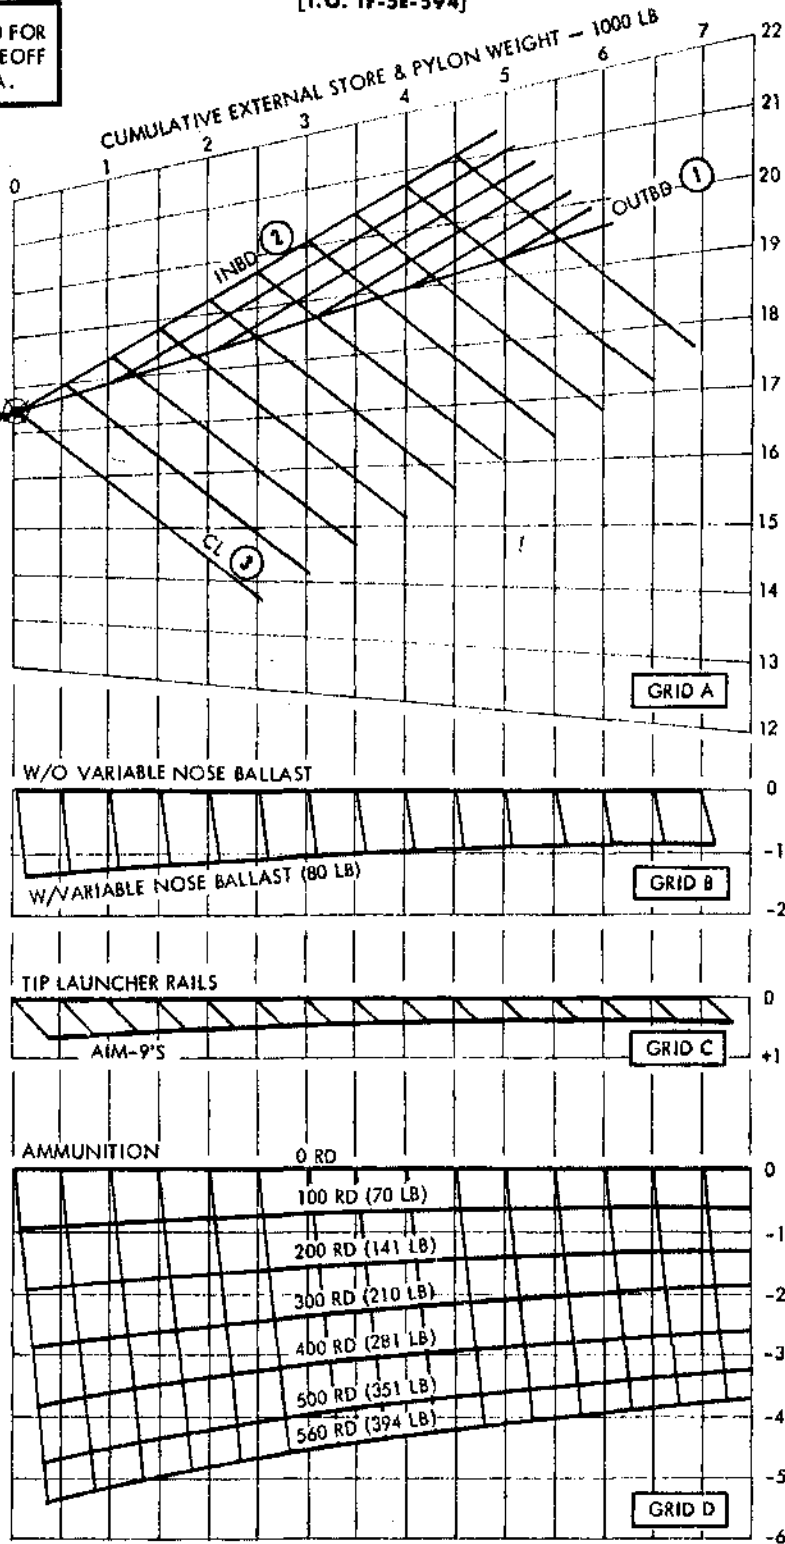 [T.O. 1F-5E-594]
FOR
EOFF
A.
CUMULATIVE EXTERNAL STORE & PYLON WEIGHT — 1000 LB
0 1 2 3 4 5 6 7
22
21
20
19
18
17
16
15
14
13
12
OUTBD 1
INBD 2
CL 3
GRID A
W/O VARIABLE NOSE BALLAST
W/VARIABLE NOSE BALLAST (80 LB)
0
-1
-2
GRID B
TIP LAUNCHER RAILS
AIM-9'S
0
+1
GRID C
AMMUNITION
0 RD
100 RD (70 LB)
200 RD (141 LB)
300 RD (210 LB)
400 RD (281 LB)
500 RD (351 LB)
560 RD (394 LB)
0
-1
-2
-3
-4
-5
-6
GRID D